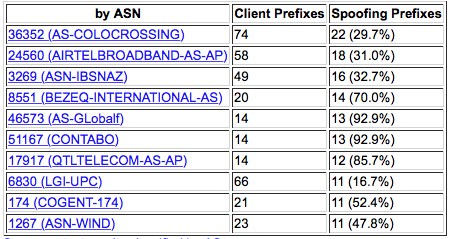 by ASN Client Prefixes Spoofing Prefixes
36352 (AS-COLOCROSSING) 74 22 (29.7%)
24560 (AIRTELBROADBAND-AS-AP) 58 18 (31.0%)
3269 (ASN-IBSNAZ) 49 16 (32.7%)
8551 (BEZEQ-INTERNATIONAL-AS) 20 14 (70.0%)
46573 (AS-GLobalf) 14 13 (92.9%)
51167 (CONTABO) 14 13 (92.9%)
17917 (QTLTELECOM-AS-AP) 14 12 (85.7%)
6830 (LGI-UPC) 66 11 (16.7%)
174 (COGENT-174) 21 11 (52.4%)
1267 (ASN-WIND) 23 11 (47.8%)